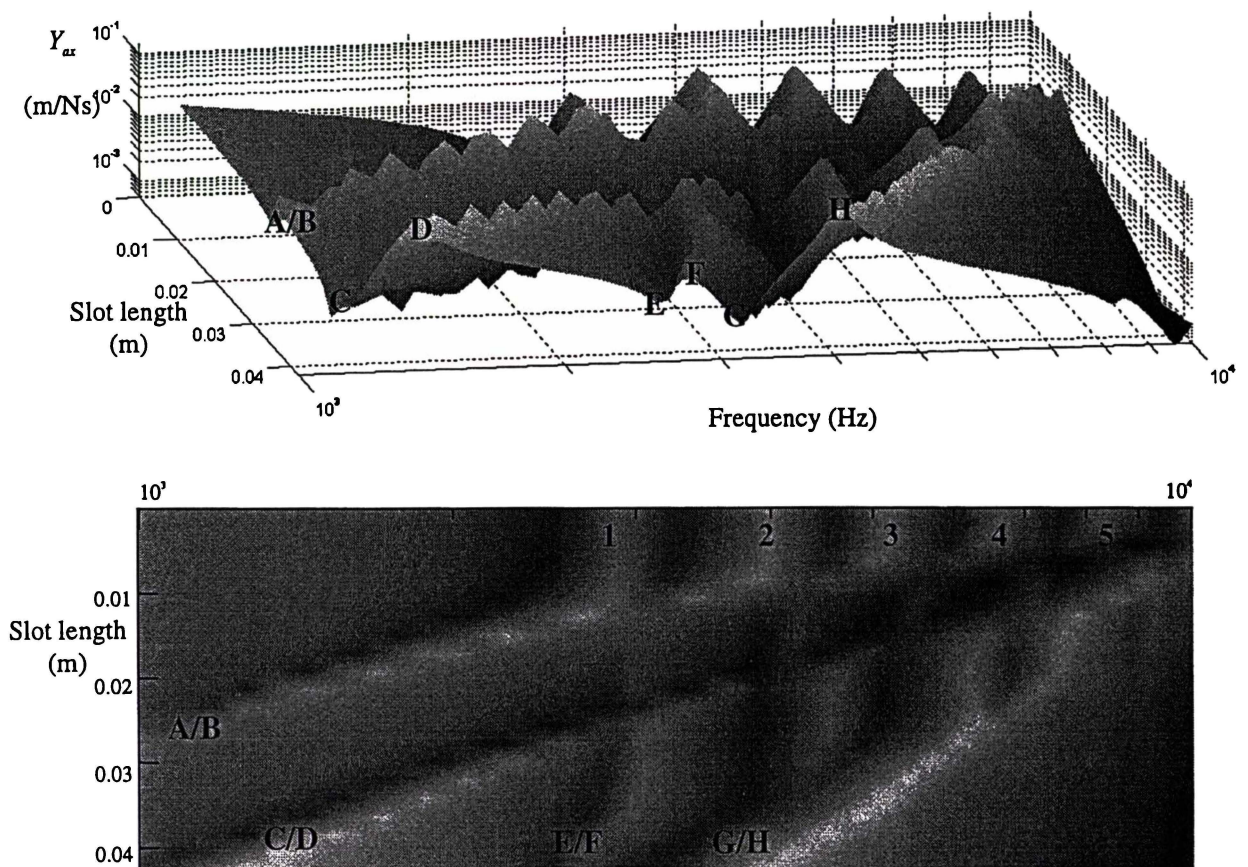 Y_ax 10⁻¹
(m/Ns) 10⁻²
10⁻³
0
0.01
0.02
0.03
0.04
Slot length
(m)
A/B
C
D
E
F
G
H
10³
10⁴
Frequency (Hz)
10³ 10⁴
1 2 3 4 5
0.01
Slot length
(m)
0.02
A/B
0.03
C/D E/F G/H
0.04